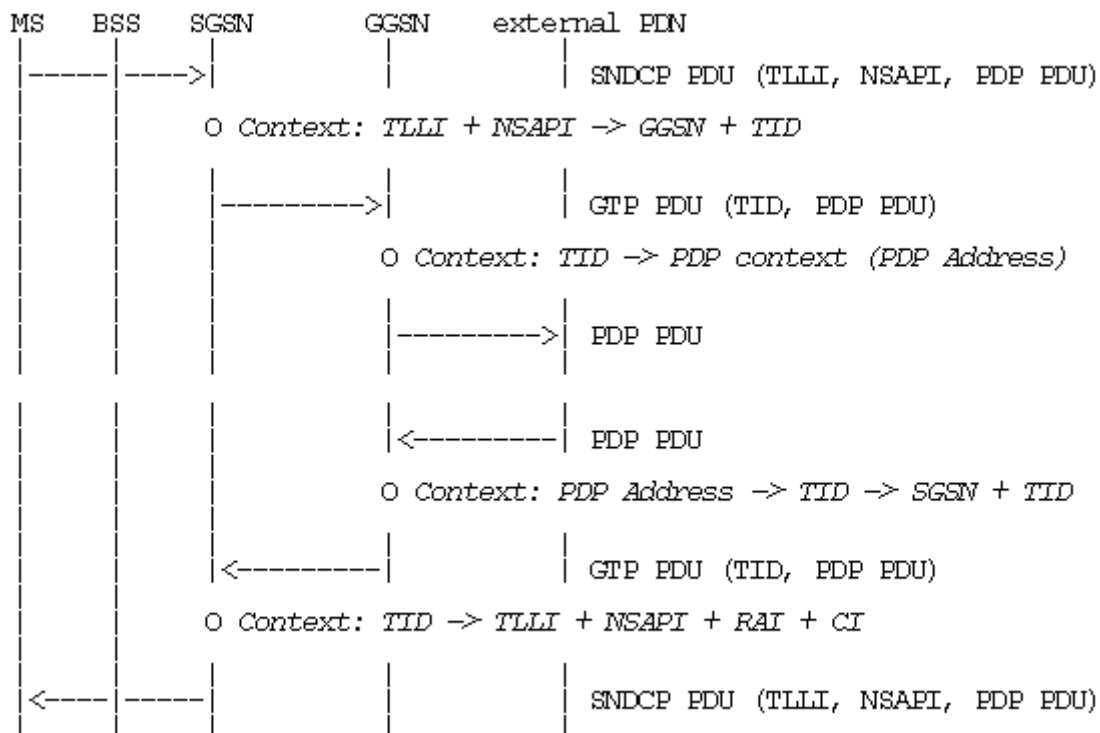 MS BSS SGSN GGSN external PDN
SNDCP PDU (TLLI, NSAPI, PDP PDU)
O Context: TLLI + NSAPI -> GGSN + TID
GTP PDU (TID, PDP PDU)
O Context: TID -> PDP context (PDP Address)
PDP PDU
PDP PDU
O Context: PDP Address -> TID -> SGSN + TID
GTP PDU (TID, PDP PDU)
O Context: TID -> TLLI + NSAPI + RAI + CI
SNDCP PDU (TLLI, NSAPI, PDP PDU)